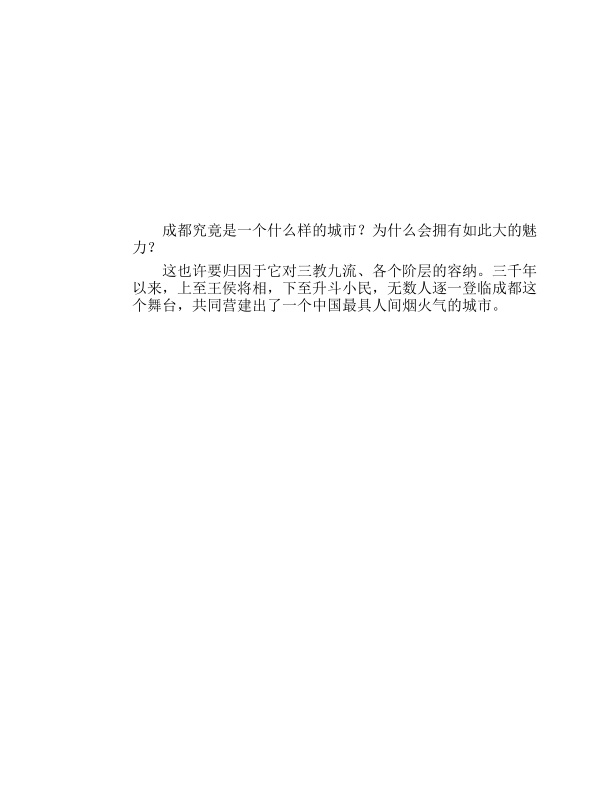 成都究竟是一个什么样的城市？为什么会拥有如此大的魅
力？
这也许要归因于它对三教九流、各个阶层的容纳。三千年
以来，上至王侯将相，下至升斗小民，无数人逐一登临成都这
个舞台，共同营建出了一个中国最具人间烟火气的城市。